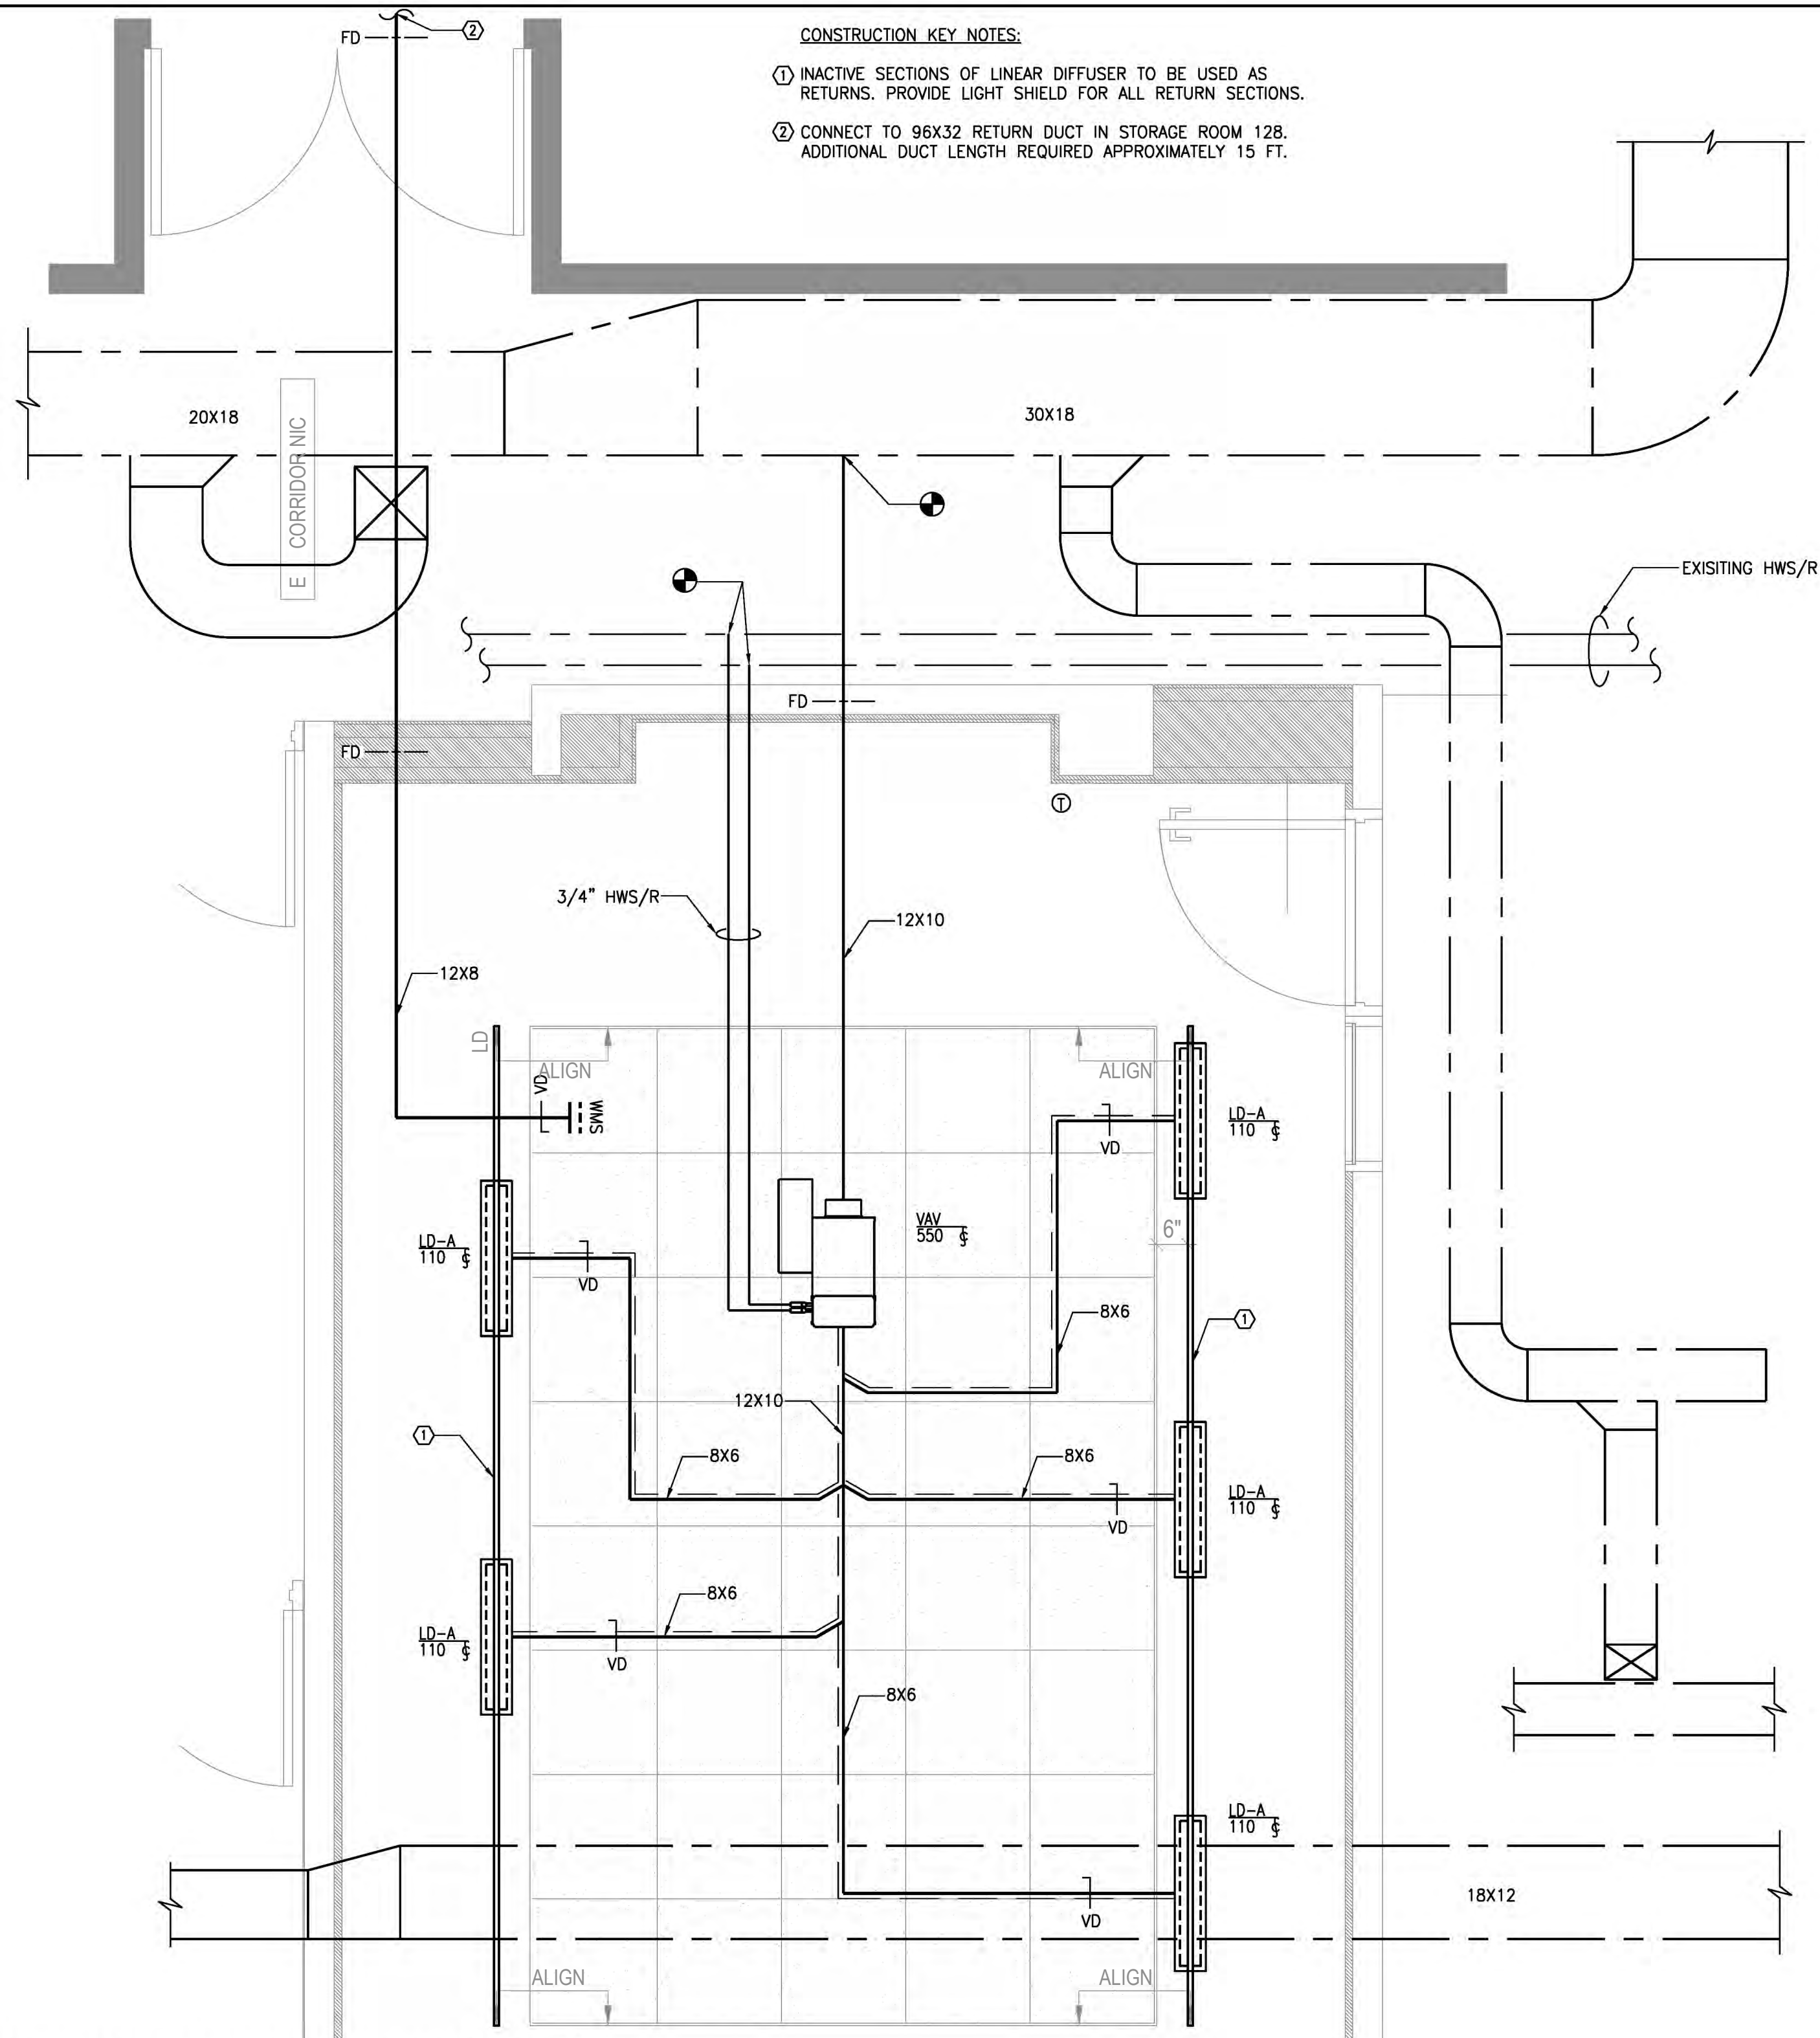 CONSTRUCTION KEY NOTES:
1 INACTIVE SECTIONS OF LINEAR DIFFUSER TO BE USED AS
RETURNS. PROVIDE LIGHT SHIELD FOR ALL RETURN SECTIONS.
2 CONNECT TO 96X32 RETURN DUCT IN STORAGE ROOM 128.
ADDITIONAL DUCT LENGTH REQUIRED APPROXIMATELY 15 FT.
FD
2
20X18
30X18
E CORRIDOR NIC
EXISITING HWS/R
FD
FD
T
3/4" HWS/R
12X10
12X8
LD
ALIGN
ALIGN
VD
WMS
LD-A
110
VD
VAV
550
6"
LD-A
110
VD
8X6
1
12X10
1
8X6
8X6
LD-A
110
VD
8X6
LD-A
110
VD
8X6
LD-A
110
18X12
VD
ALIGN
ALIGN